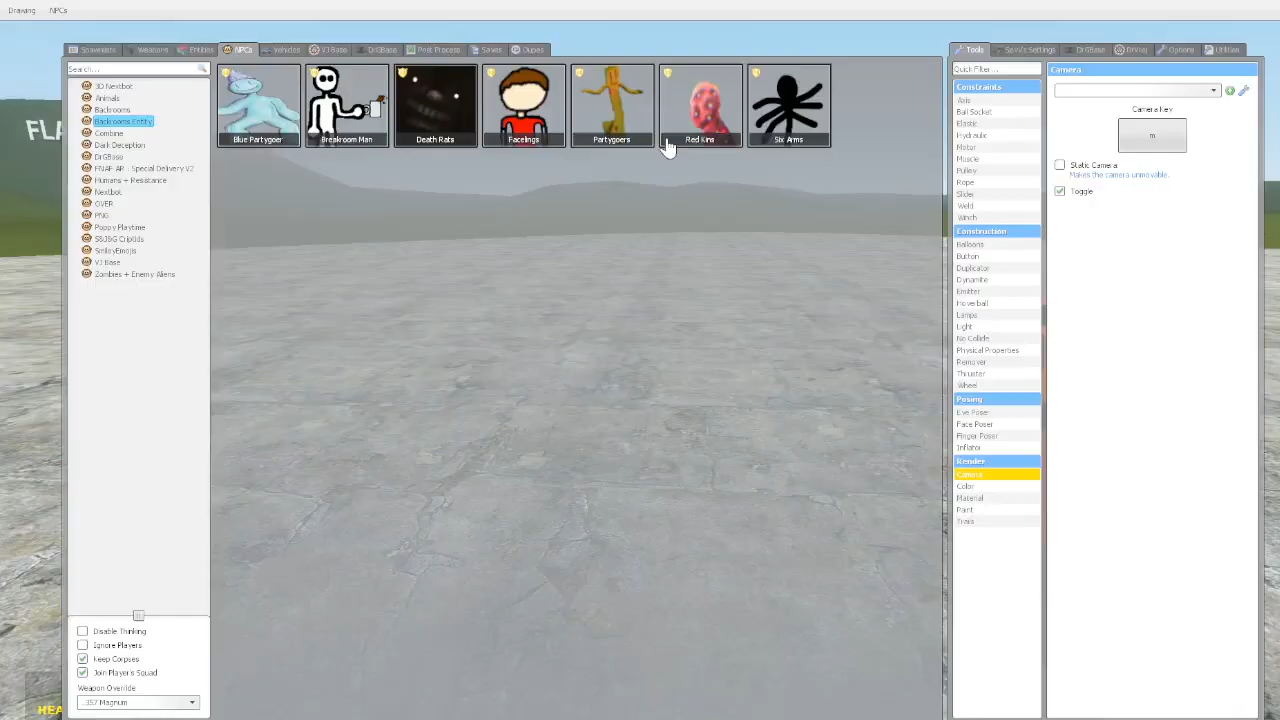 Drawing NPCs
Spawnlists Weapons Entities NPCs Vehicles VJ Base DrGBase Post Process Saves Dupes
Search...
3D Nextbot
Animals
Backrooms
Backrooms Entity
Combine
Dark Deception
DrGBase
FNAF AR - Special Delivery V2
Humans + Resistance
Nextbot
OVER
PNG
Poppy Playtime
SmileyEmojis
VJ Base
Zombies + Enemy Aliens
Blue Partygoer Breakroom Man Death Rats Facelings Partygoers Red Kins Six Arms
Disable Thinking
Ignore Players
Keep Corpses
Join Player's Squad
Weapon Override
.357 Magnum
FLA
HEA
Tools Settings DrGBase Options Utilities
Quick Filter...
Constraints
Axis
Ball Socket
Elastic
Hydraulic
Motor
Muscle
Pulley
Rope
Slider
Weld
Winch
Construction
Balloons
Button
Duplicator
Dynamite
Emitter
Hoverball
Lamps
Light
No Collide
Physical Properties
Remover
Thruster
Wheel
Posing
Eye Poser
Face Poser
Finger Poser
Inflator
Render
Camera
Color
Material
Paint
Trails
Camera
Camera Key
m
Static Camera
Makes the camera unmovable.
Toggle